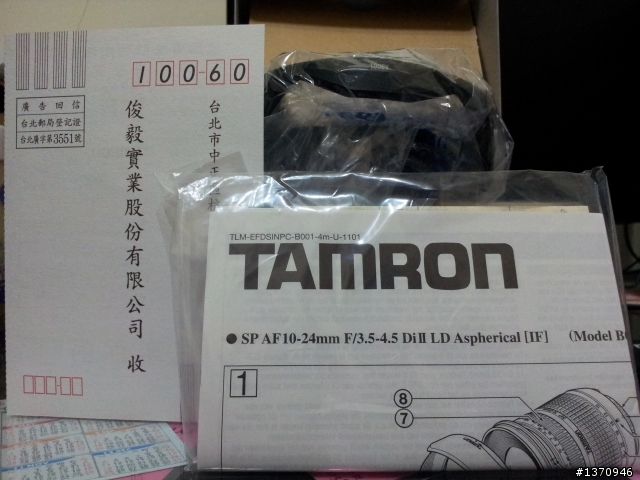 100-60
廣告回信
台北郵局登記證
台北廣字第3551號
俊毅實業股份有限公司 收
台北市中正
TLM-EFDSINPC-B001-4m-U-1101
TAMRON
● SP AF10-24mm F/3.5-4.5 DiII LD Aspherical [IF] (Model B
1
8
7
#1370946